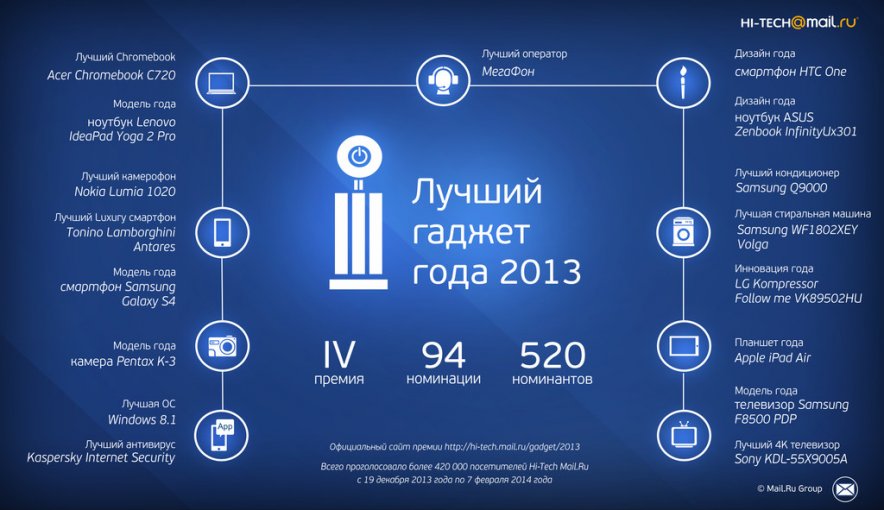 HI-TECH@mail.ru
Лучший Chromebook
Acer Chromebook C720
Модель года
ноутбук Lenovo
IdeaPad Yoga 2 Pro
Лучший камерофон
Nokia Lumia 1020
Лучший Luxury смартфон
Tonino Lamborghini
Antares
Модель года
смартфон Samsung
Galaxy S4
Модель года
камера Pentax K-3
Лучшая ОС
Windows 8.1
App
Лучший антивирус
Kaspersky Internet Security
Лучший оператор
МегаФон
Лучший
гаджет
года 2013
IV
премия
94
номинации
520
номинантов
Официальный сайт премии http://hi-tech.mail.ru/gadget/2013
Всего проголосовало более 420 000 посетителей Hi-Tech Mail.Ru
с 19 декабря 2013 года по 7 февраля 2014 года
Дизайн года
смартфон HTC One
Дизайн года
ноутбук ASUS
Zenbook InfinityUx301
Лучший кондиционер
Samsung Q9000
Лучшая стиральная машина
Samsung WF1802XEY
Volga
Инновация года
LG Kompressor
Follow me VK89502HU
Планшет года
Apple iPad Air
Модель года
телевизор Samsung
F8500 PDP
Лучший 4K телевизор
Sony KDL-55X9005A
© Mail.Ru Group